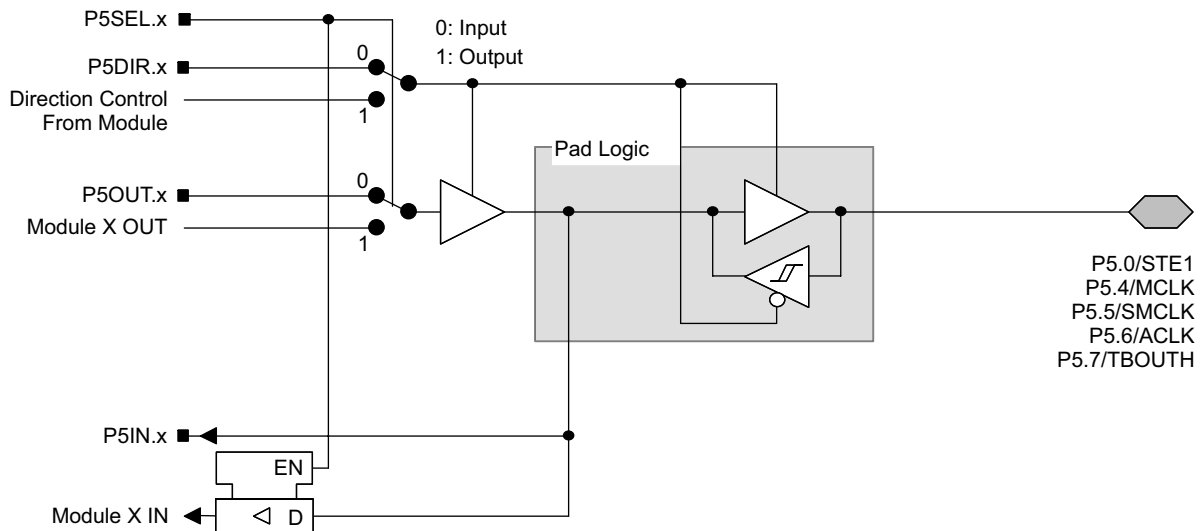 P5SEL.x
0: Input
1: Output
P5DIR.x
0
Direction Control
From Module
1
Pad Logic
P5OUT.x
0
Module X OUT
1
P5.0/STE1
P5.4/MCLK
P5.5/SMCLK
P5.6/ACLK
P5.7/TBOUTH
P5IN.x
EN
Module X IN
D